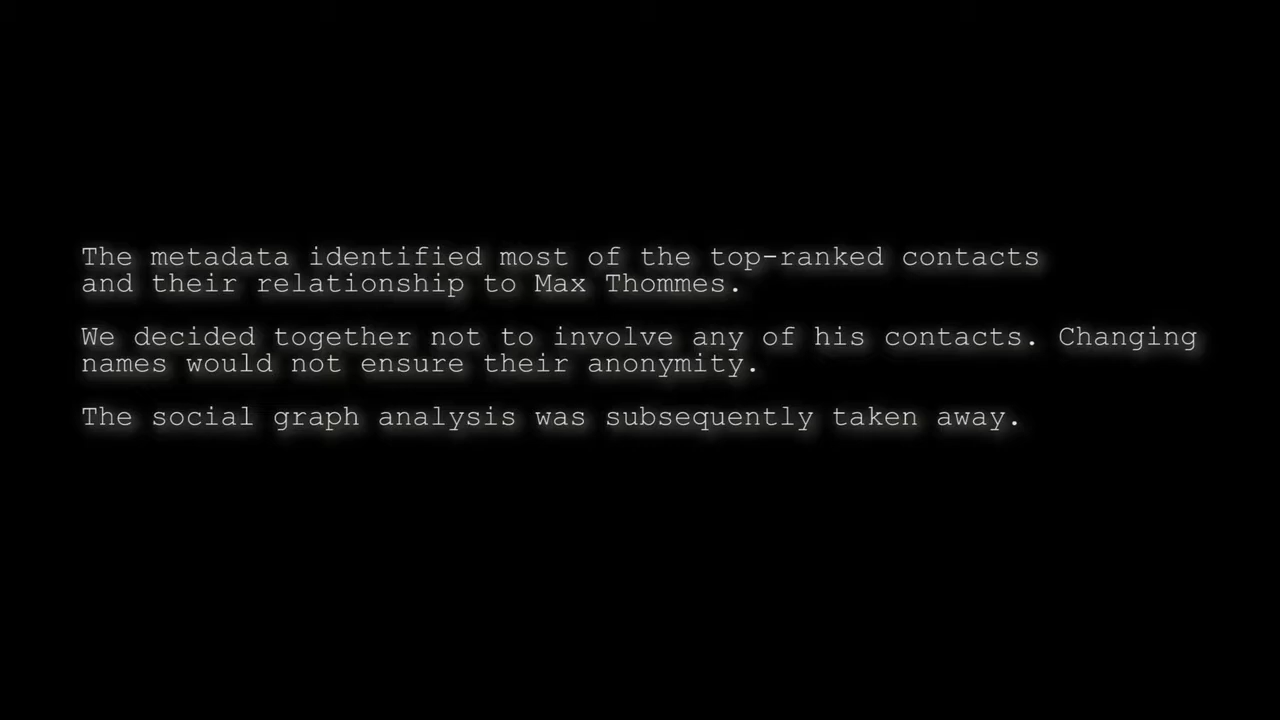 The metadata identified most of the top-ranked contacts
and their relationship to Max Thommes.
We decided together not to involve any of his contacts. Changing
names would not ensure their anonymity.
The social graph analysis was subsequently taken away.